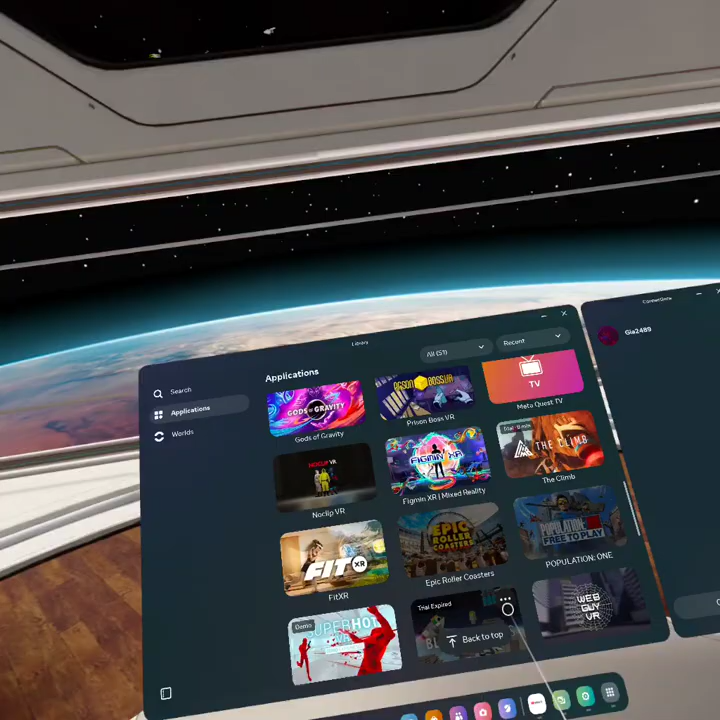 Library
Connections
Gia2489
All (51)
Recent
Search
Applications
Worlds
Applications
GODS OF GRAVITY
Gods of Gravity
PRISON BOSS VR
Prison Boss VR
TV
Meta Quest TV
NOCLIP VR
Noclip VR
FIGMIN XR
Figmin XR | Mixed Reality
THE CLIMB
The Climb
FIT XR
FitXR
EPIC
ROLLER
COASTERS
Epic Roller Coasters
POPULATION: ONE
FREE TO PLAY
POPULATION: ONE
Demo
SUPERHOT
VR
Trial Expired
Back to top
WEB
GUY
VR